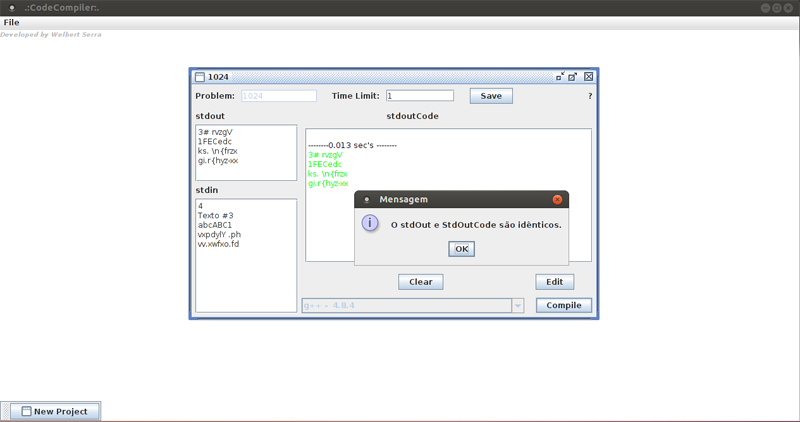 .:CodeCompiler:.
File
Developed by Welbert Serra
1024
Problem: 1024 Time Limit: 1 Save ?
stdout stdoutCode
3# rvzgV
1FECedc
ks. \n{frzx
gi.r{hyz-xx
--------0.013 sec's --------
3# rvzgV
1FECedc
ks. \n{frzx
gi.r{hyz-xx
stdin
4
Texto #3
abcABC1
vxpdylY .ph
vv.xwfxo.fd
Mensagem
O stdOut e StdOutCode são idênticos.
OK
Clear Edit
g++ - 4.8.4 Compile
New Project